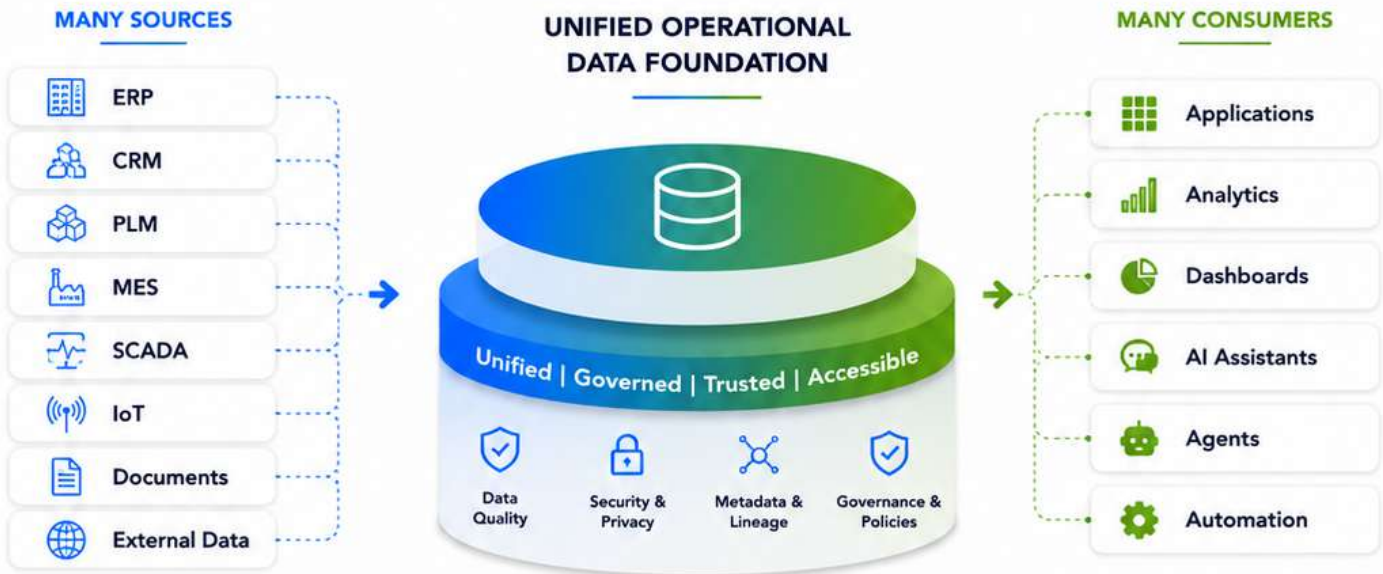 MANY SOURCES
ERP
CRM
PLM
MES
SCADA
IoT
Documents
External Data
UNIFIED OPERATIONAL
DATA FOUNDATION
Unified | Governed | Trusted | Accessible
Data
Quality
Security &
Privacy
Metadata &
Lineage
Governance &
Policies
MANY CONSUMERS
Applications
Analytics
Dashboards
AI Assistants
Agents
Automation